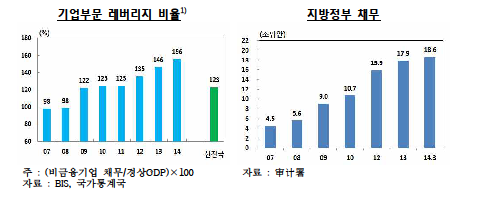 기업부문 레버리지 비율1)
지방정부 채무
(%)
(조위안)
180
160
140
120
100
80
60
98 98 122 125 125 135 146 156 123
07 08 09 10 11 12 13 14 선진국
22
20
18
16
14
12
10
8
6
4
2
0
4.5 5.6 9.0 10.7 15.9 17.9 18.6
07 08 09 10 12 13 14.3
주 : (비금융기업 채무/경상GDP)×100
자료 : BIS, 국가통계국
자료 : 审计署